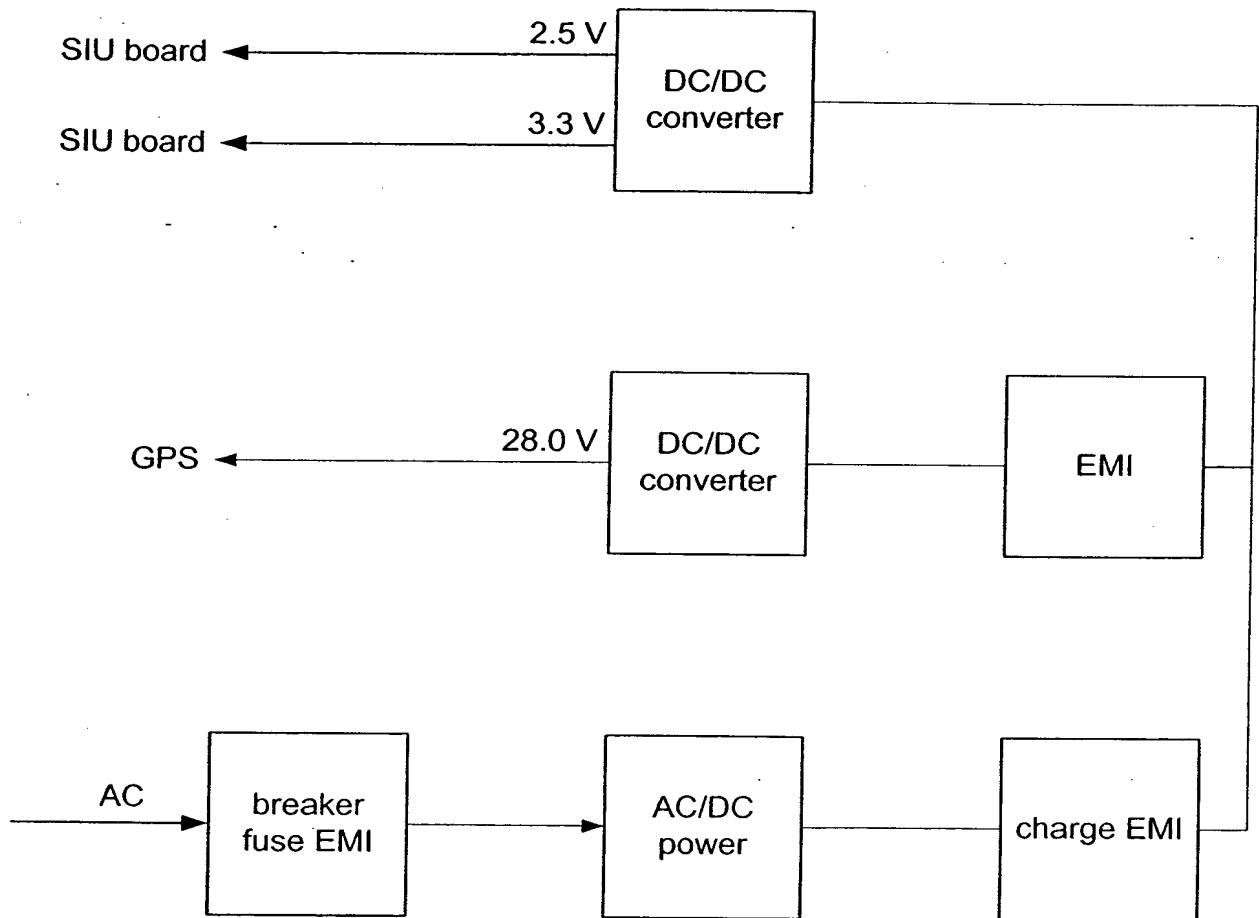 2.5 V
SIU board
DC/DC
converter
3.3 V
SIU board
28.0 V
GPS
DC/DC
converter
EMI
AC
breaker
fuse EMI
AC/DC
power
charge EMI